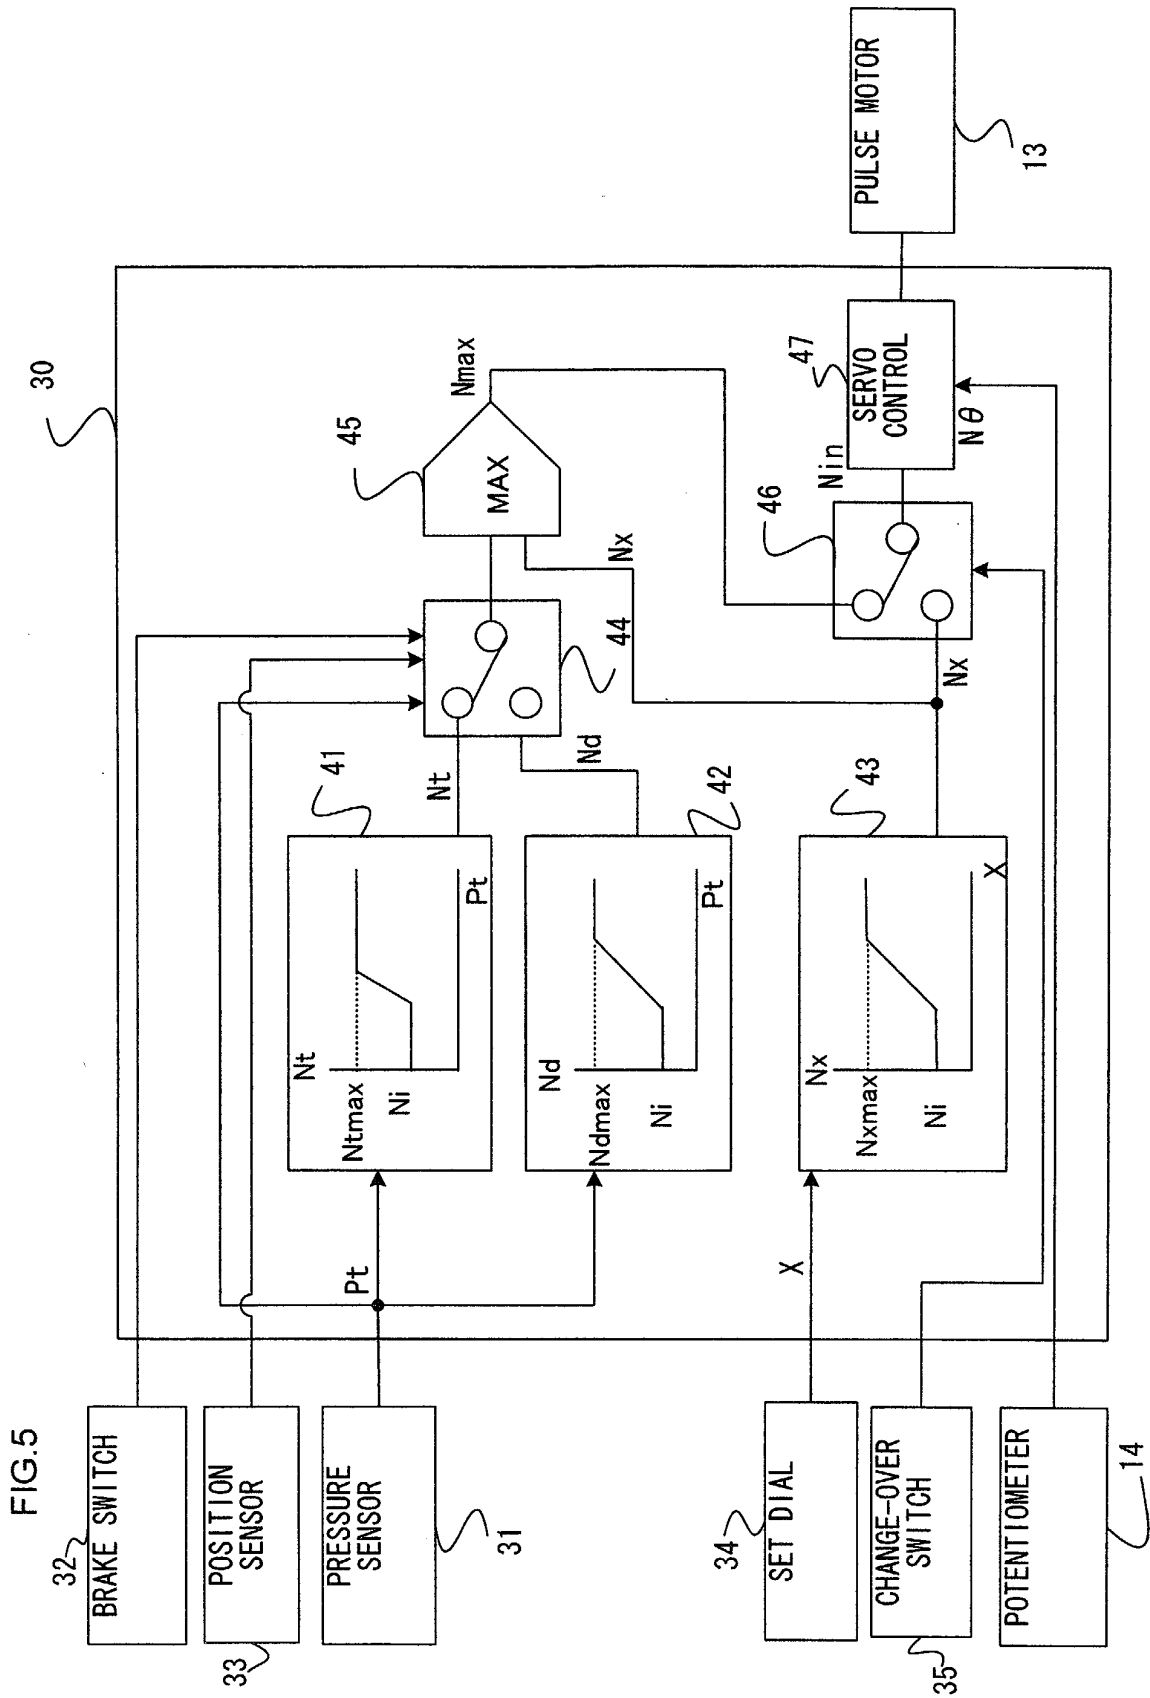 FIG.5
32
BRAKE SWITCH
33
POSITION
SENSOR
PRESSURE
SENSOR
31
34
SET DIAL
35
CHANGE-OVER
SWITCH
POTENTIOMETER
14
30
Pt
X
41
Nt
Ntmax
Ni
Pt
42
Nd
Ndmax
Ni
Pt
43
Nx
Nxmax
Ni
X
Nt
Nd
Nx
44
45
MAX
Nmax
Nx
46
Nin
47
SERVO
CONTROL
Nθ
PULSE MOTOR
13